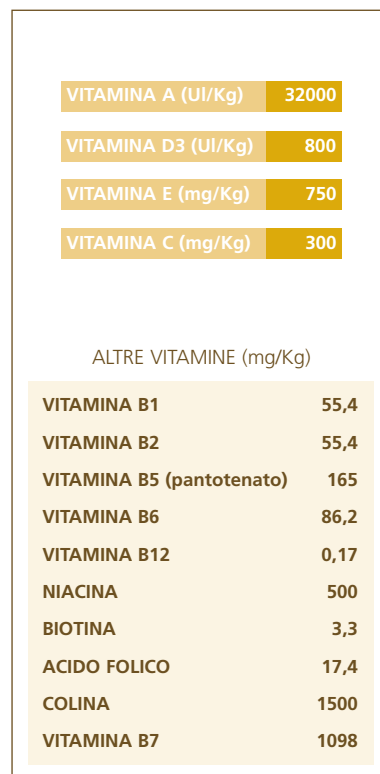 VITAMINA A (Ul/Kg) 32000
VITAMINA D3 (Ul/Kg) 800
VITAMINA E (mg/Kg) 750
VITAMINA C (mg/Kg) 300
ALTRE VITAMINE (mg/Kg)
VITAMINA B1 55,4
VITAMINA B2 55,4
VITAMINA B5 (pantotenato) 165
VITAMINA B6 86,2
VITAMINA B12 0,17
NIACINA 500
BIOTINA 3,3
ACIDO FOLICO 17,4
COLINA 1500
VITAMINA B7 1098